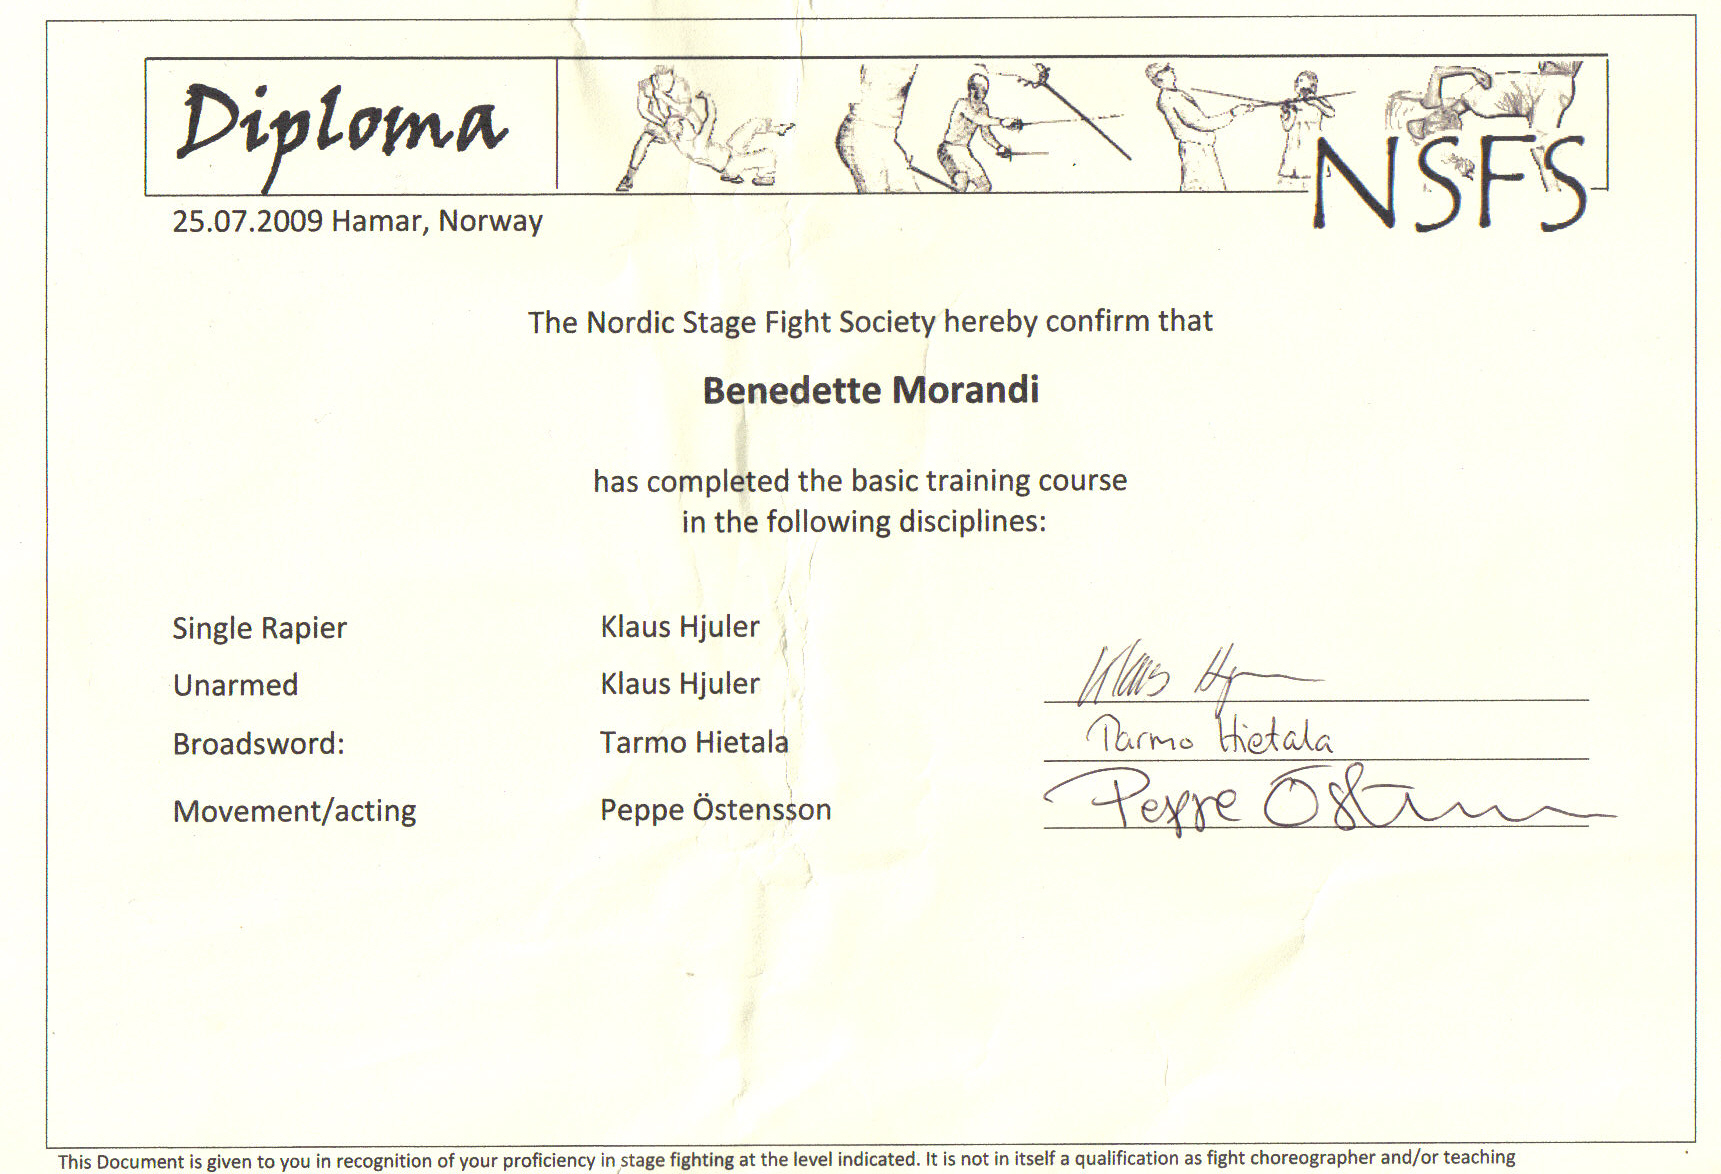 Diploma
NSFS
25.07.2009 Hamar, Norway
The Nordic Stage Fight Society hereby confirm that
Benedette Morandi
has completed the basic training course
in the following disciplines:
Single Rapier Klaus Hjuler
Unarmed Klaus Hjuler Klaus Hj
Broadsword: Tarmo Hietala Tarmo Hietala
Movement/acting Peppe Östensson Peppe Öst
This Document is given to you in recognition of your proficiency in stage fighting at the level indicated. It is not in itself a qualification as fight choreographer and/or teaching